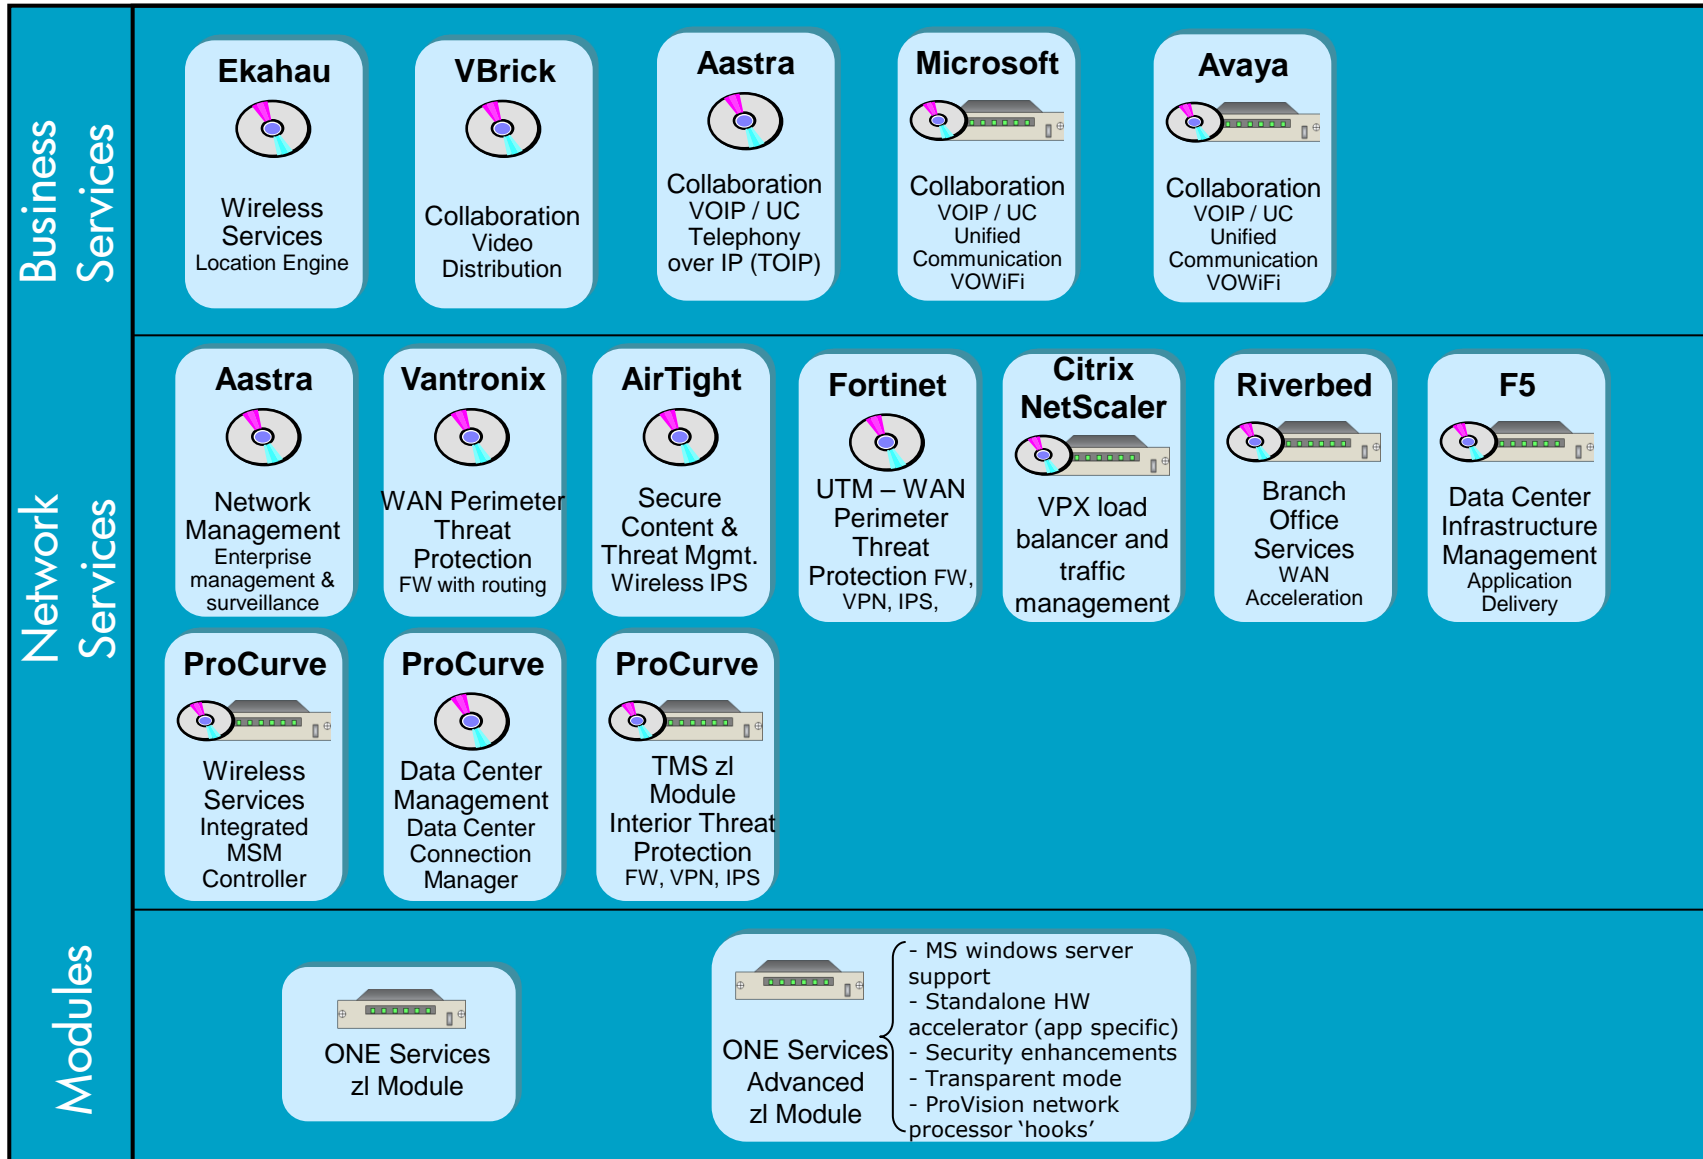 Business
Services
Ekahau
Wireless
Services
Location Engine
VBrick
Collaboration
Video
Distribution
Aastra
Collaboration
VOIP / UC
Telephony
over IP (TOIP)
Microsoft
Collaboration
VOIP / UC
Unified
Communication
VOWiFi
Avaya
Collaboration
VOIP / UC
Unified
Communication
VOWiFi
Network
Services
Aastra
Network
Management
Enterprise
management &
surveillance
Vantronix
WAN Perimeter
Threat
Protection
FW with routing
AirTight
Secure
Content &
Threat Mgmt.
Wireless IPS
Fortinet
UTM – WAN
Perimeter
Threat
Protection FW,
VPN, IPS,
Citrix
NetScaler
VPX load
balancer and
traffic
management
Riverbed
Branch
Office
Services
WAN
Acceleration
F5
Data Center
Infrastructure
Management
Application
Delivery
ProCurve
Wireless
Services
Integrated
MSM
Controller
ProCurve
Data Center
Management
Data Center
Connection
Manager
ProCurve
TMS zl
Module
Interior Threat
Protection
FW, VPN, IPS
Modules
ONE Services
zl Module
ONE Services
Advanced
zl Module
- MS windows server
support
- Standalone HW
accelerator (app specific)
- Security enhancements
- Transparent mode
- ProVision network
processor ‘hooks’